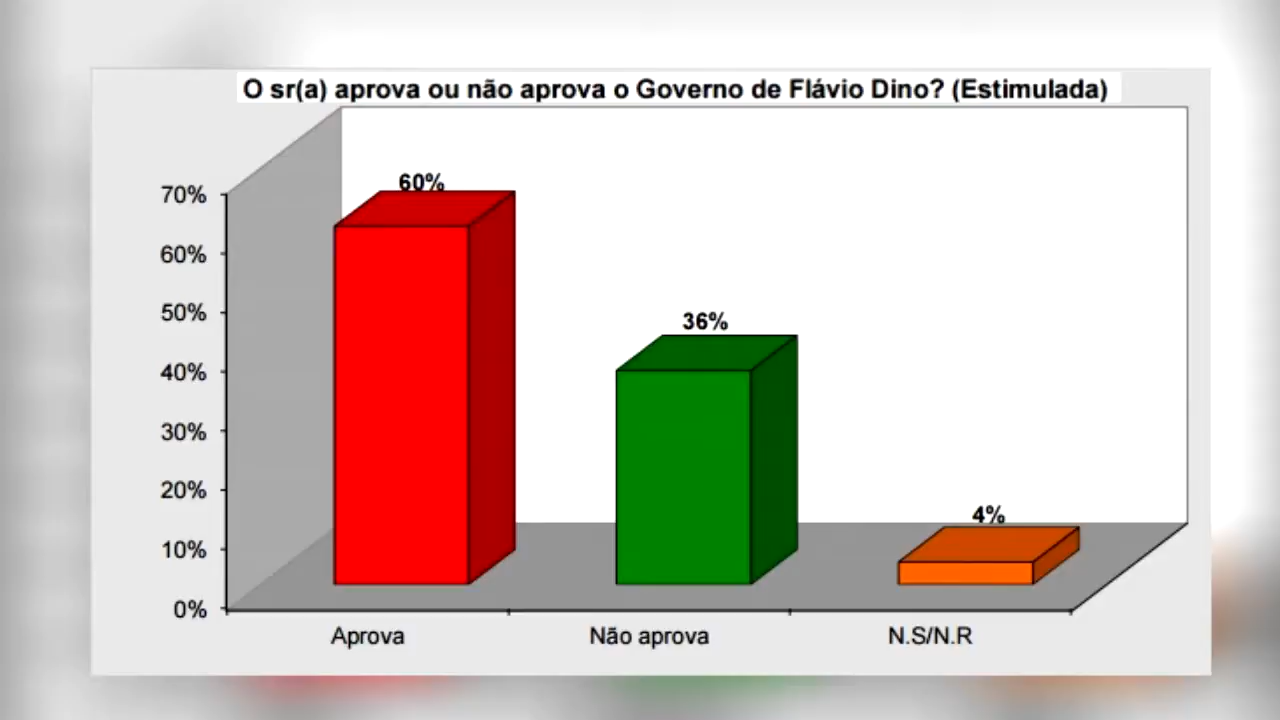 O sr(a) aprova ou não aprova o Governo de Flávio Dino? (Estimulada)
70%
60%
50%
40%
30%
20%
10%
0%
60%
36%
4%
Aprova
Não aprova
N.S/N.R